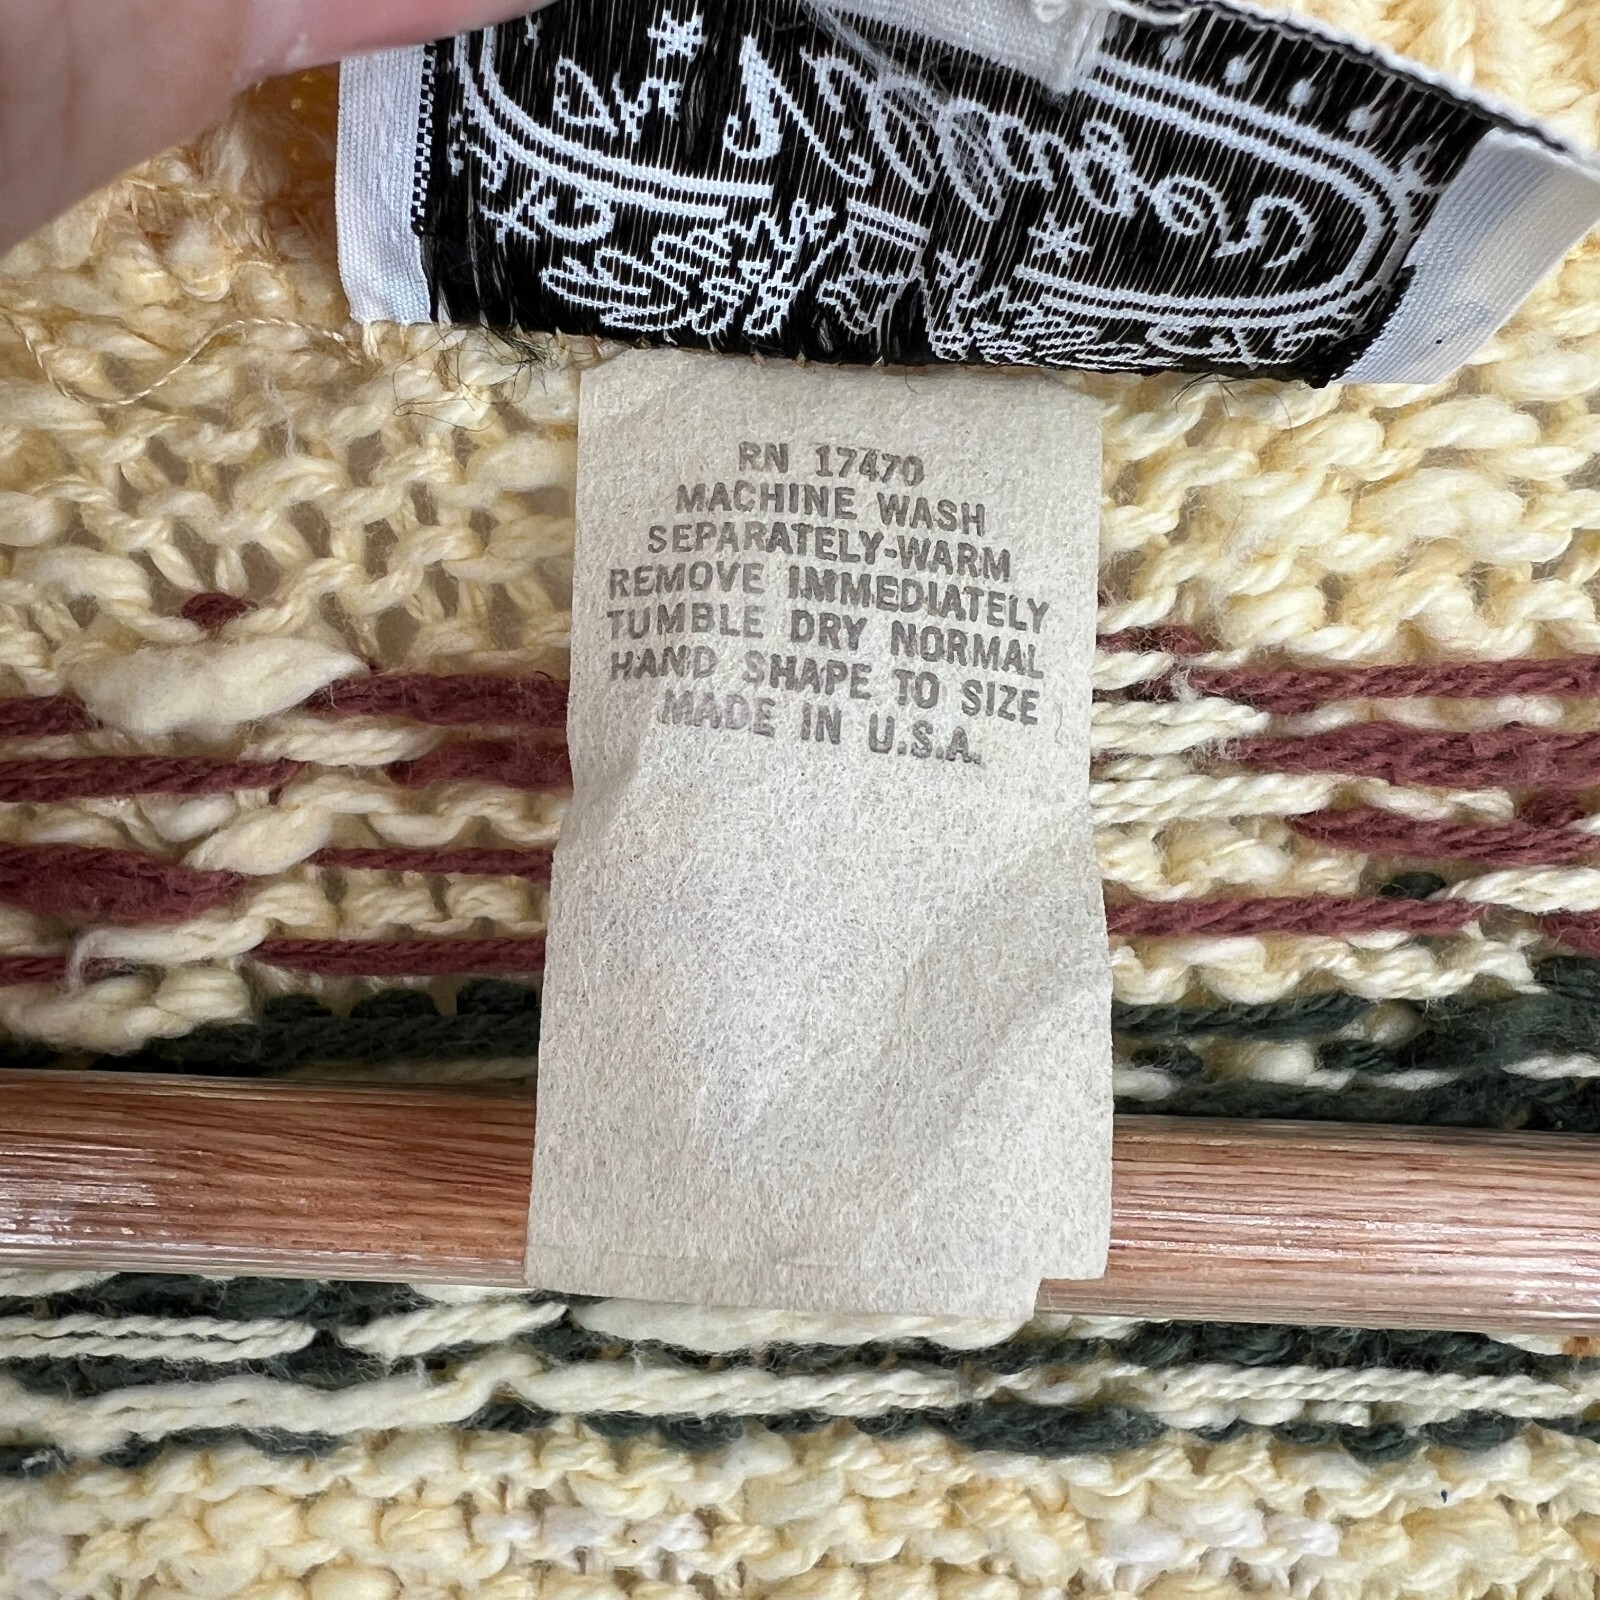 RN 17470
MACHINE WASH
SEPARATELY-WARM
REMOVE IMMEDIATELY
TUMBLE DRY NORMAL
HAND SHAPE TO SIZE
MADE IN U.S.A.